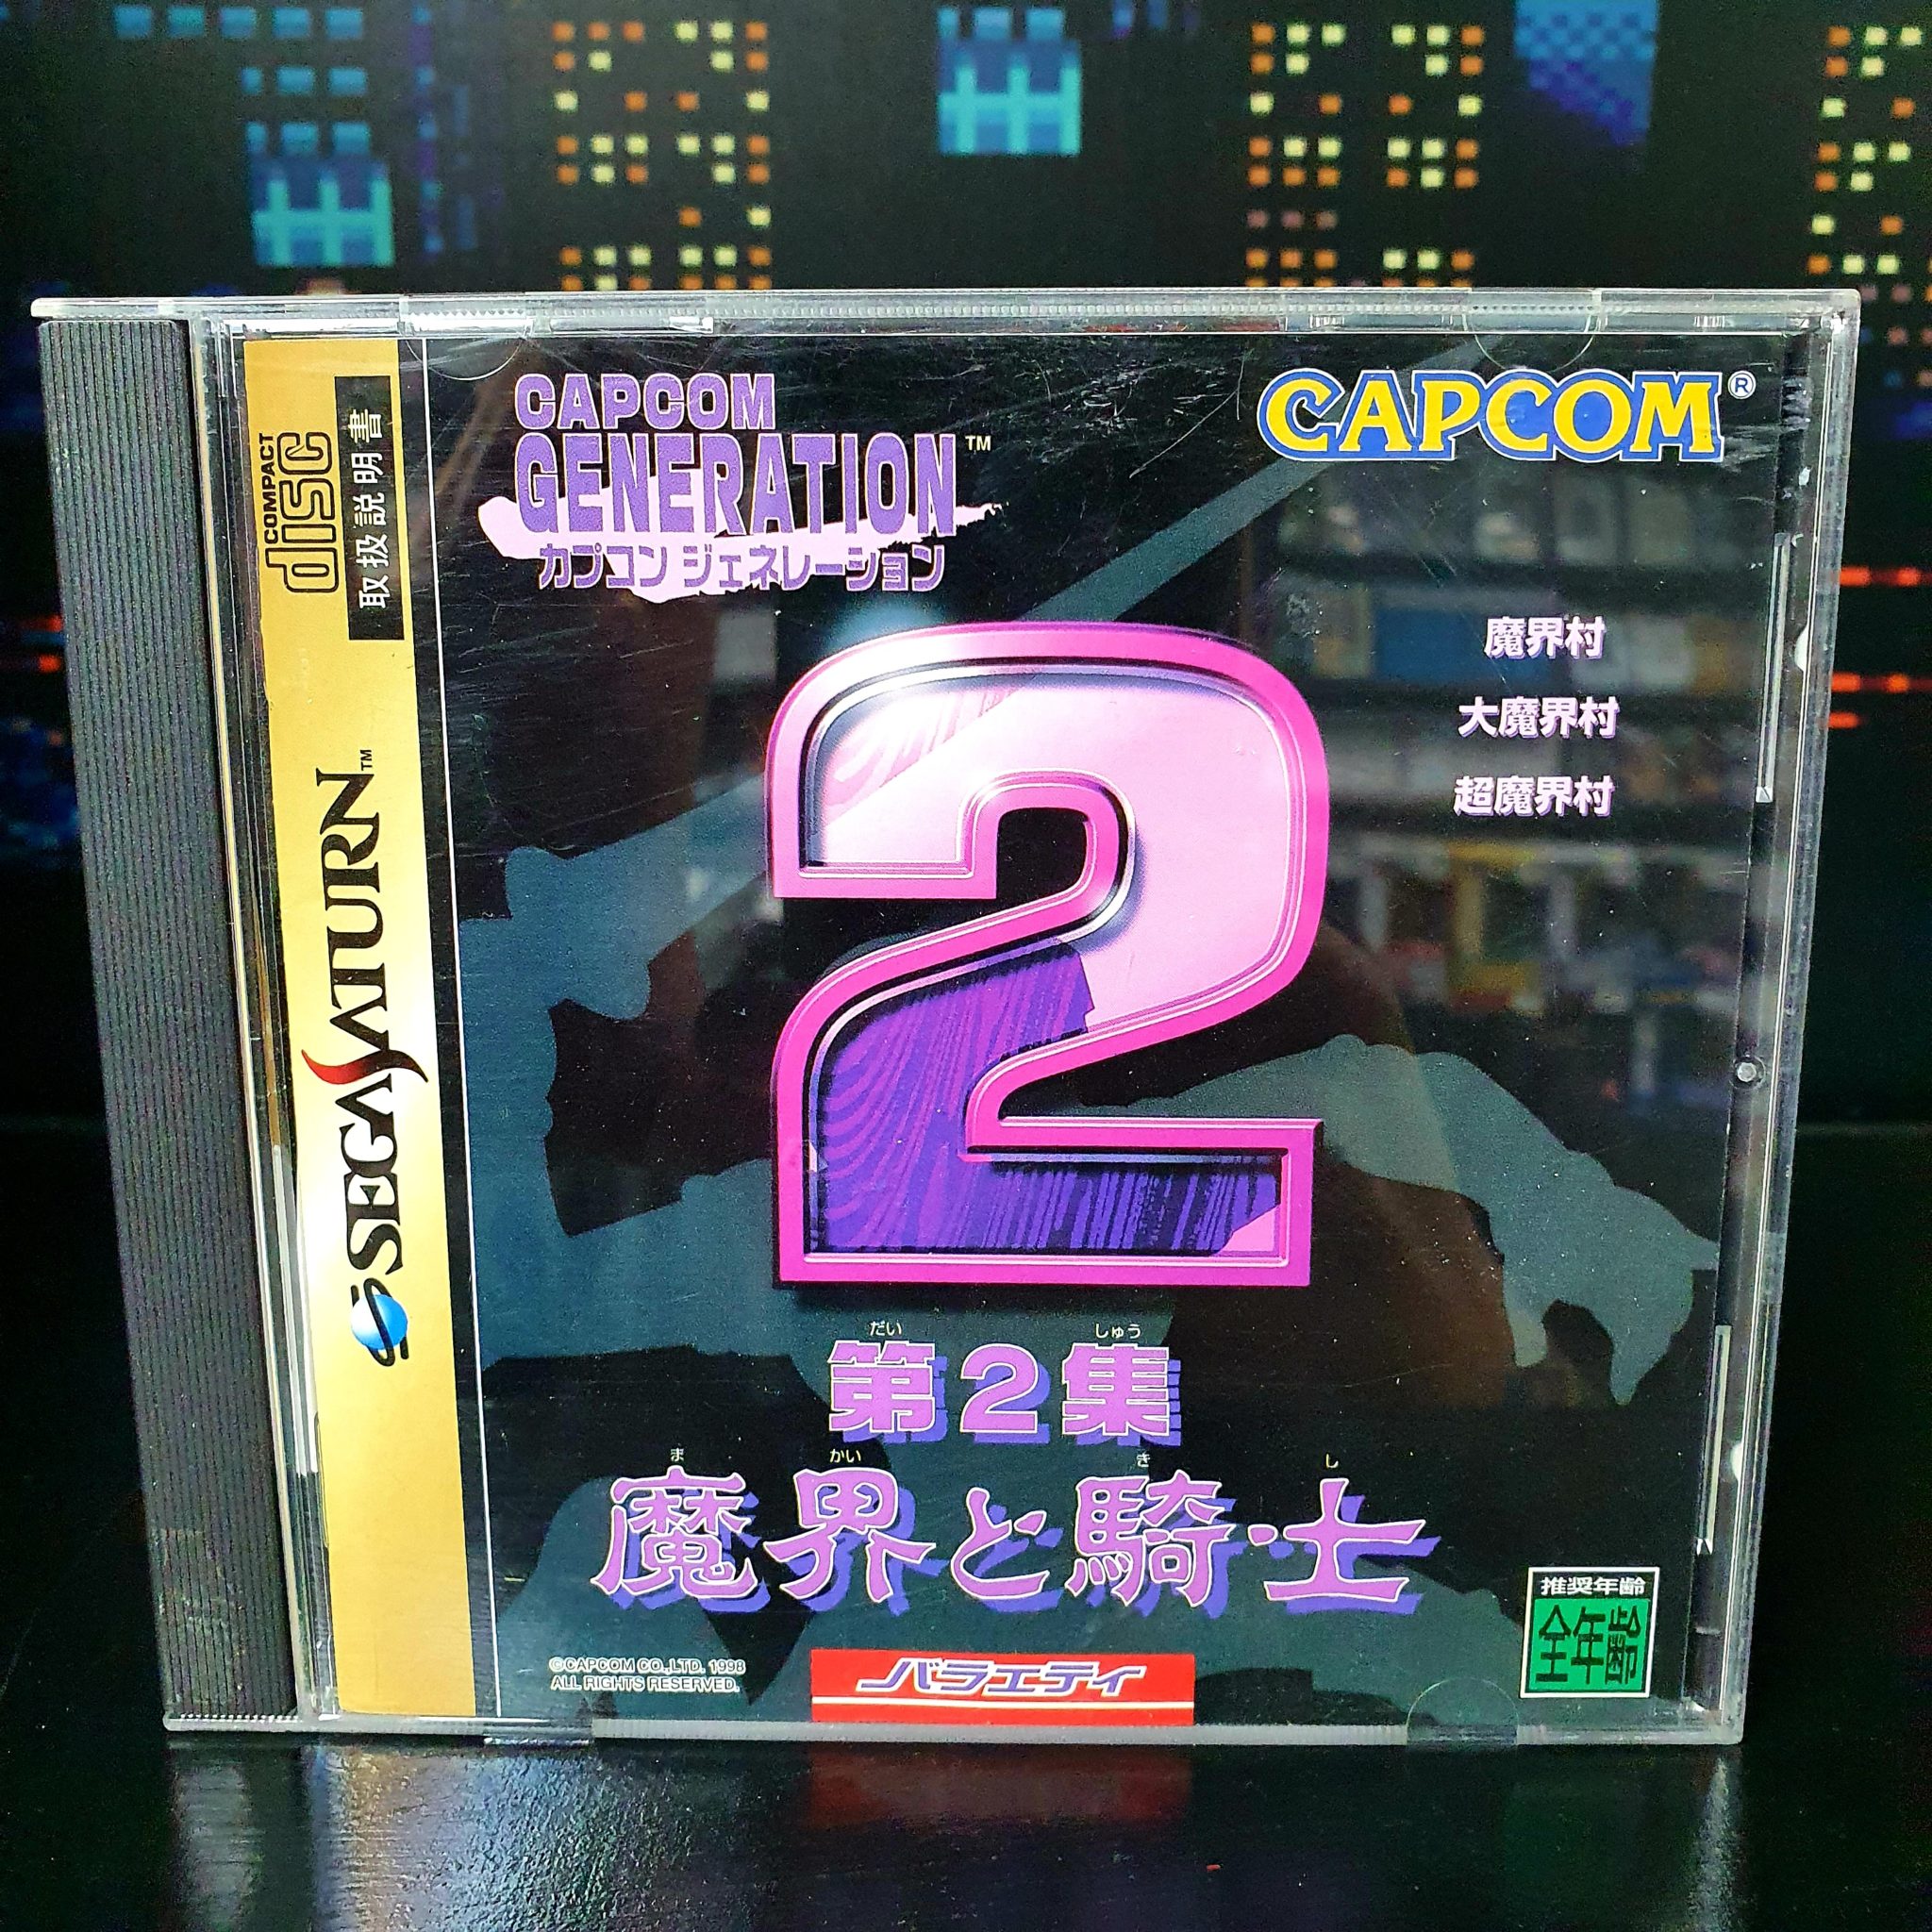 COMPACT
disc
取扱説明書
SEGA SATURN™
CAPCOM
GENERATION™
カプコン ジェネレーション
CAPCOM®
魔界村
大魔界村
超魔界村
2
だい しゅう
第2集
ま かい き し
魔界と騎士
©CAPCOM CO.,LTD. 1998
ALL RIGHTS RESERVED.
バラエティ
推奨年齢
全年齢